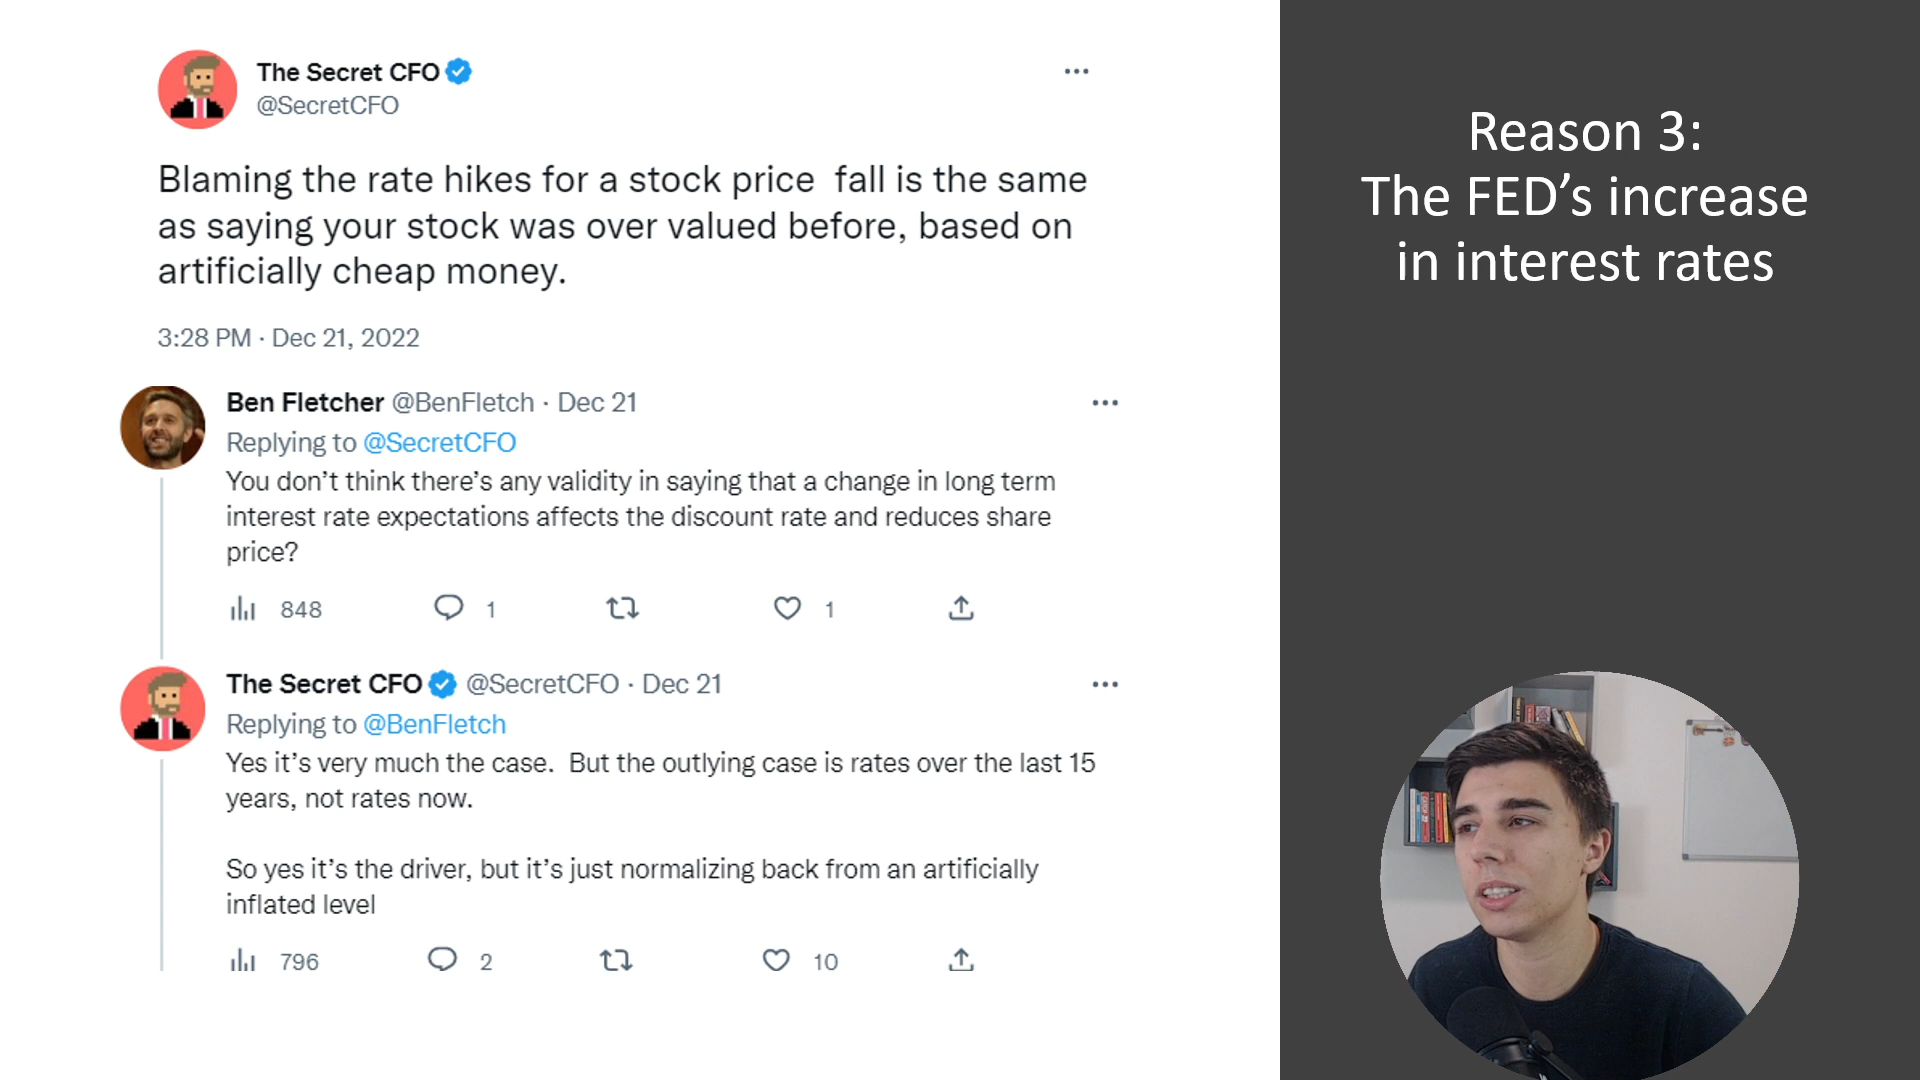 The Secret CFO
@SecretCFO
Blaming the rate hikes for a stock price  fall is the same
as saying your stock was over valued before, based on
artificially cheap money.
3:28 PM · Dec 21, 2022
Ben Fletcher @BenFletch · Dec 21
Replying to @SecretCFO
You don’t think there’s any validity in saying that a change in long term
interest rate expectations affects the discount rate and reduces share
price?
848 1 1
The Secret CFO @SecretCFO · Dec 21
Replying to @BenFletch
Yes it’s very much the case.  But the outlying case is rates over the last 15
years, not rates now.
So yes it’s the driver, but it’s just normalizing back from an artificially
inflated level
796 2 10
Reason 3:
The FED’s increase
in interest rates